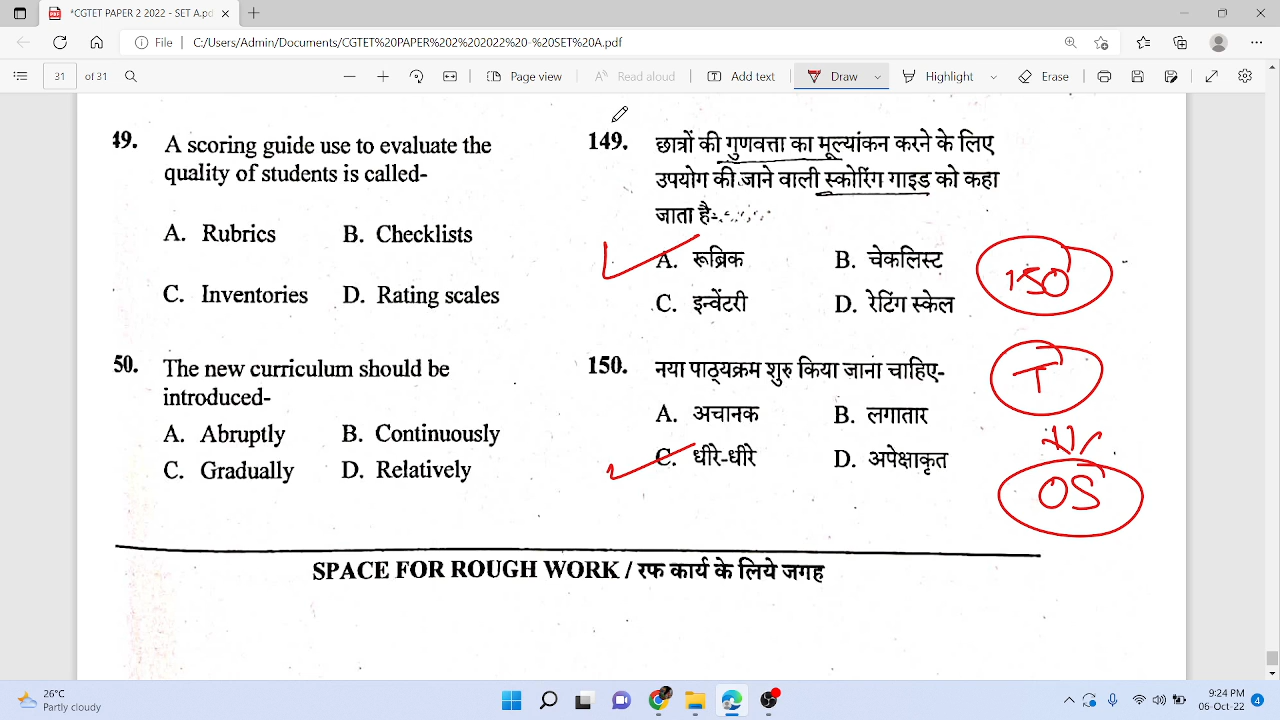 *CGTET PAPER 2 2022 - SET A.pd
File C:/Users/Admin/Documents/CGTET%20PAPER%202%202022%20-%20SET%20A.pdf
31 of 31 Page view Read aloud Add text Draw Highlight Erase
49. A scoring guide use to evaluate the
quality of students is called-
A. Rubrics B. Checklists
C. Inventories D. Rating scales
50. The new curriculum should be
introduced-
A. Abruptly B. Continuously
C. Gradually D. Relatively
149. छात्रों की गुणवत्ता का मूल्यांकन करने के लिए
उपयोग की जाने वाली स्कोरिंग गाइड को कहा
जाता है-
A. रूब्रिक B. चेकलिस्ट
C. इन्वेंटरी D. रेटिंग स्केल
150. नया पाठ्यक्रम शुरु किया जाना चाहिए-
A. अचानक B. लगातार
C. धीरे-धीरे D. अपेक्षाकृत
150
T
05
SPACE FOR ROUGH WORK / रफ कार्य के लिये जगह
26°C
Partly cloudy
9:24 PM
06-Oct-22
4